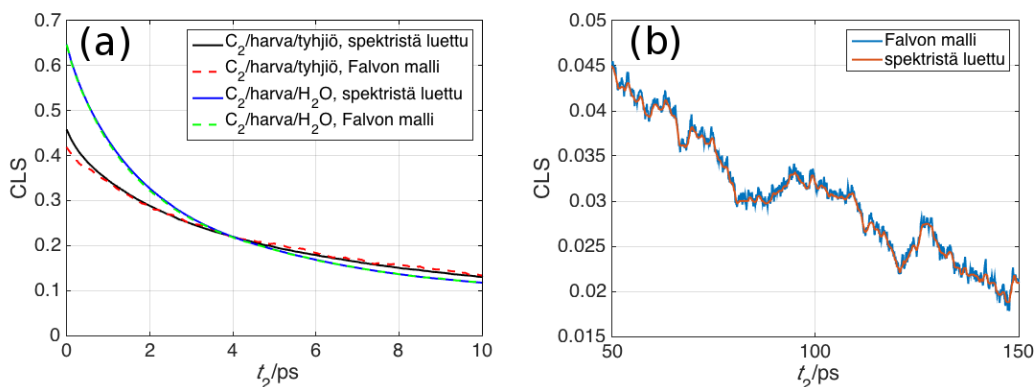 (a)
C₂/harva/tyhjiö, spektristä luettu
C₂/harva/tyhjiö, Falvon malli
C₂/harva/H₂O, spektristä luettu
C₂/harva/H₂O, Falvon malli
CLS
0.7
0.6
0.5
0.4
0.3
0.2
0.1
0
0 2 4 6 8 10
t₂/ps
(b)
Falvon malli
spektristä luettu
CLS
0.045
0.04
0.035
0.03
0.025
0.02
0.015
50 100 150
t₂/ps